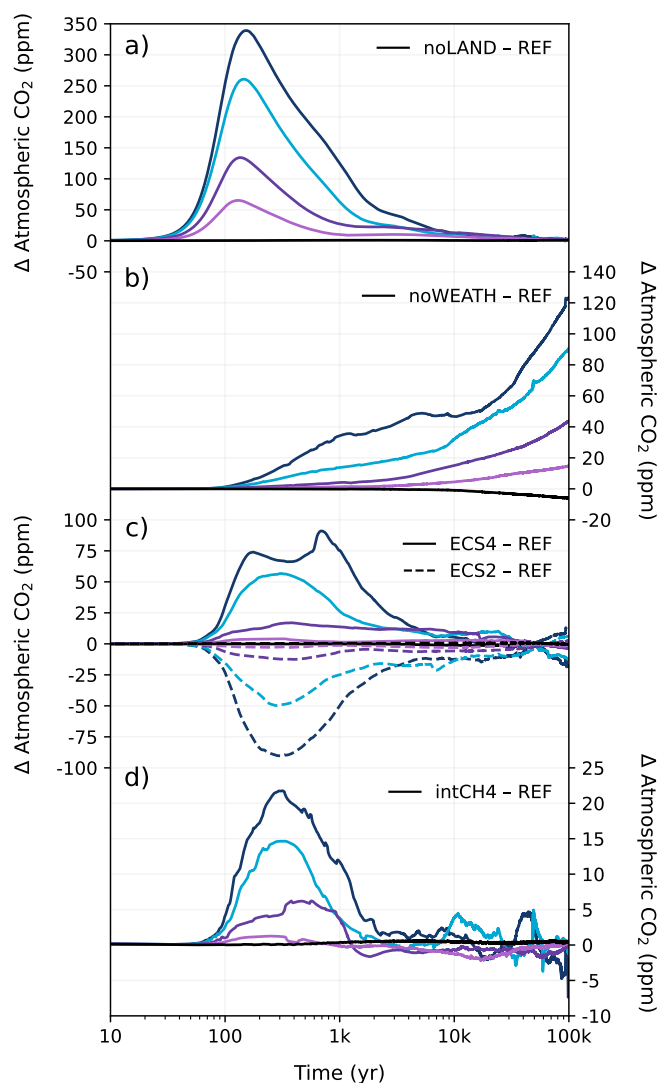 a)
noLAND – REF
350
300
250
200
150
100
50
0
-50
Δ Atmospheric CO₂ (ppm)
b)
noWEATH – REF
140
120
100
80
60
40
20
0
-20
Δ Atmospheric CO₂ (ppm)
c)
ECS4 – REF
ECS2 – REF
100
75
50
25
0
-25
-50
-75
-100
Δ Atmospheric CO₂ (ppm)
d)
intCH4 – REF
25
20
15
10
5
0
-5
-10
Δ Atmospheric CO₂ (ppm)
10 100 1k 10k 100k
Time (yr)